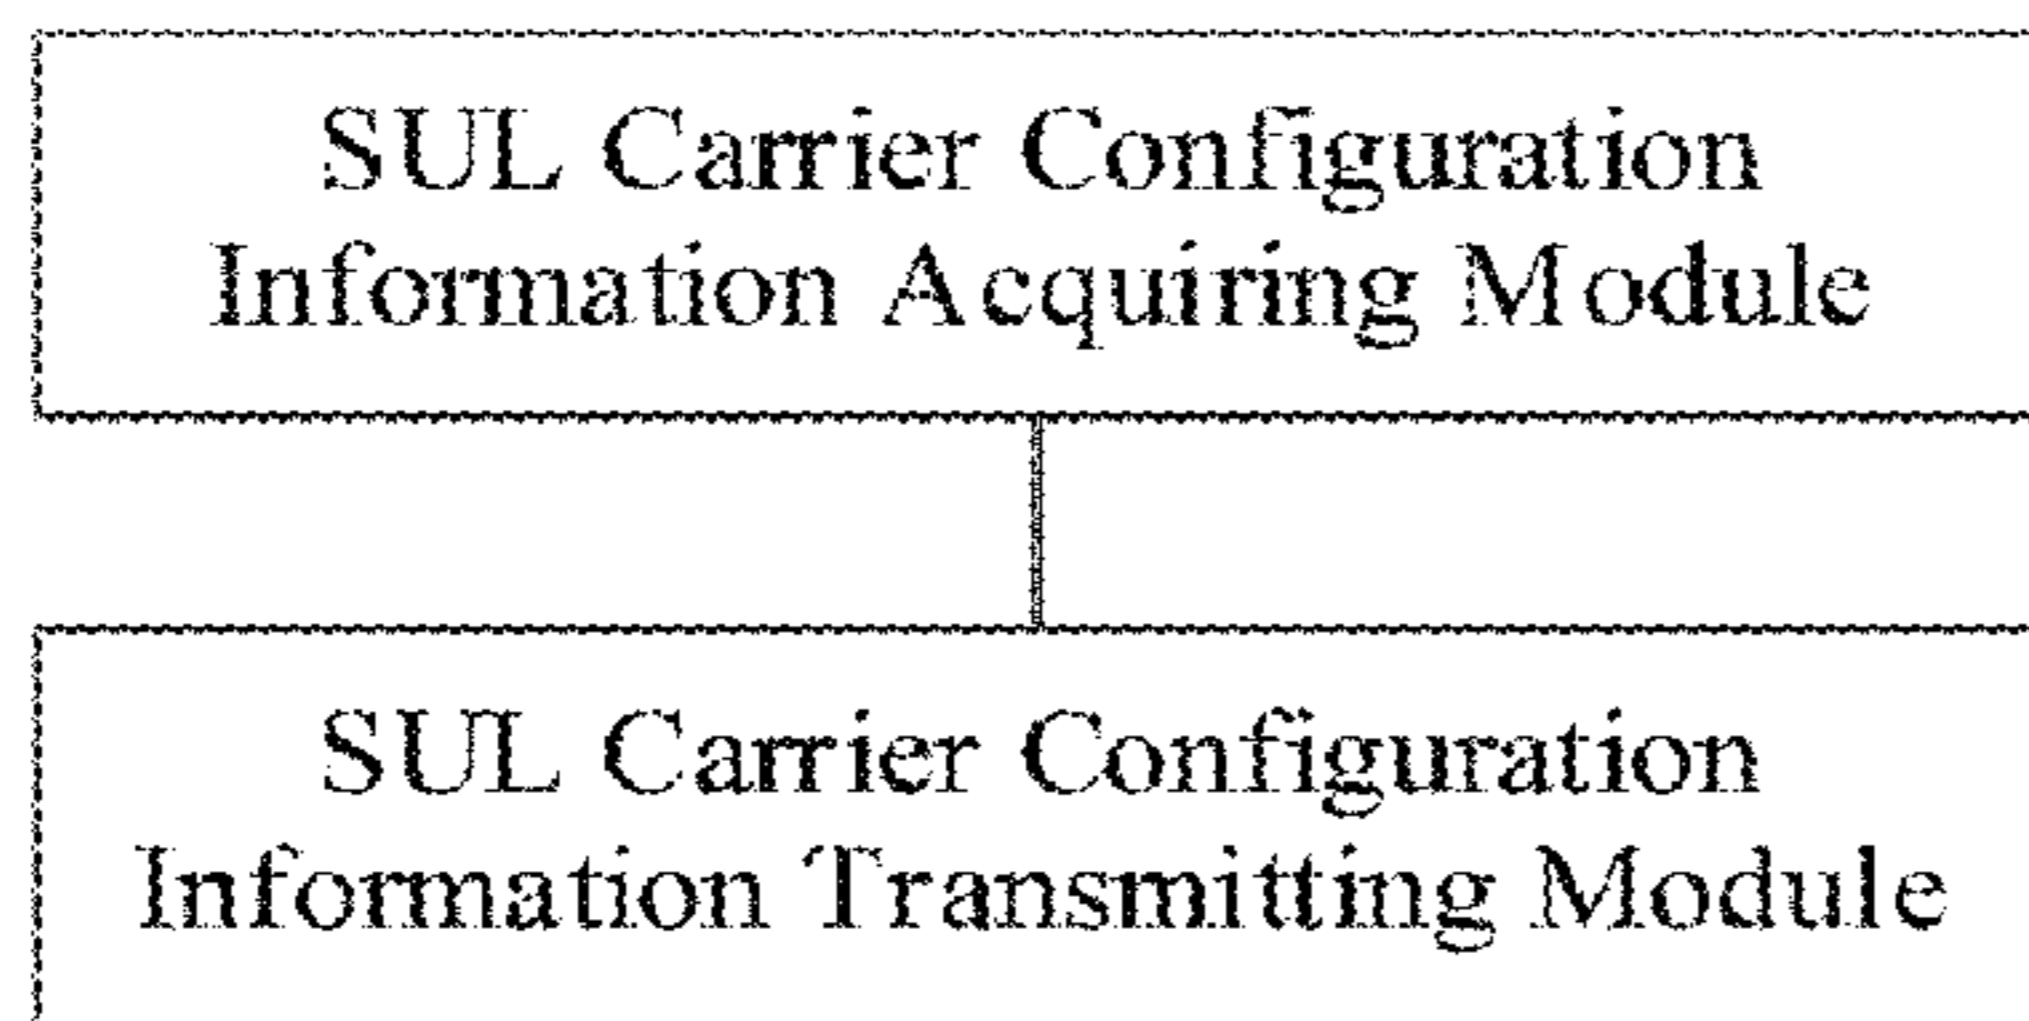 SUL Carrier Configuration
Information Acquiring Module
SUL Carrier Configuration
Information Transmitting Module